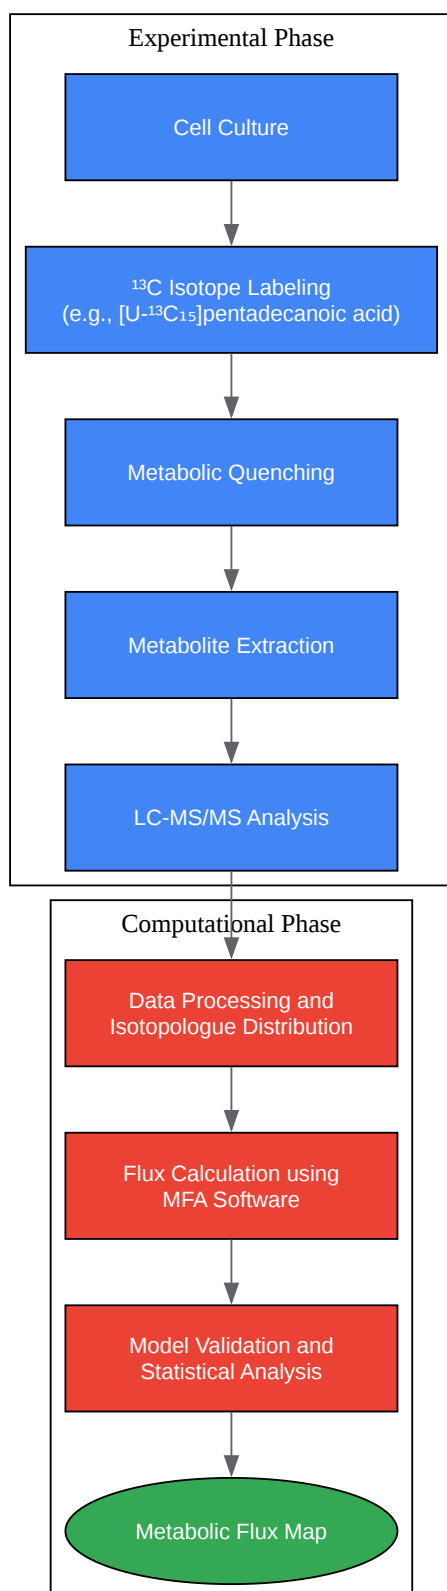 Experimental Phase
Cell Culture
¹³C Isotope Labeling
(e.g., [U-¹³C₁₅]pentadecanoic acid)
Metabolic Quenching
Metabolite Extraction
LC-MS/MS Analysis
Computational Phase
Data Processing and
Isotopologue Distribution
Flux Calculation using
MFA Software
Model Validation and
Statistical Analysis
Metabolic Flux Map